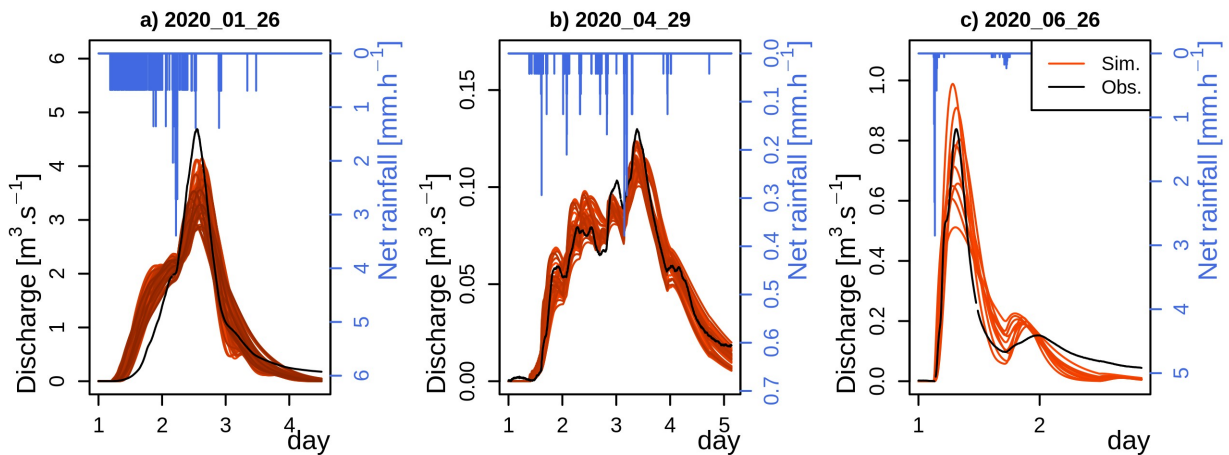 a) 2020_01_26
Discharge [m³.s⁻¹]
6
5
4
3
2
1
0
0
1
2
3
4
5
6
Net rainfall [mm.h⁻¹]
1 2 3 4
day
b) 2020_04_29
Discharge [m³.s⁻¹]
0.15
0.10
0.05
0.00
0.0
0.1
0.2
0.3
0.4
0.5
0.6
0.7
Net rainfall [mm.h⁻¹]
1 2 3 4 5
day
c) 2020_06_26
Discharge [m³.s⁻¹]
1.0
0.8
0.6
0.4
0.2
0.0
Sim.
Obs.
0
1
2
3
4
5
Net rainfall [mm.h⁻¹]
1 2
day